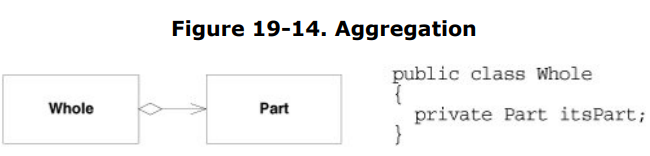 Figure 19-14. Aggregation
Whole
Part
public class Whole
{
private Part itsPart;
}